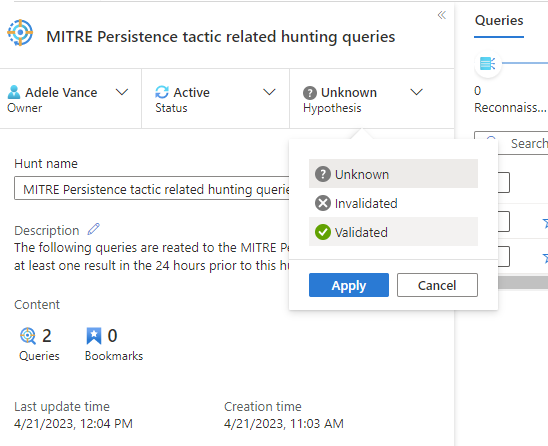 «
MITRE Persistence tactic related hunting queries
Adele Vance
Owner
Active
Status
Unknown
Hypothesis
Unknown
Invalidated
Validated
Apply
Cancel
Hunt name
MITRE Persistence tactic related hunting querie
Description
The following queries are reated to the MITRE Pe
at least one result in the 24 hours prior to this hu
Content
2
Queries
0
Bookmarks
Last update time
4/21/2023, 12:04 PM
Creation time
4/21/2023, 11:03 AM
Queries
0
Reconnaiss...
Search